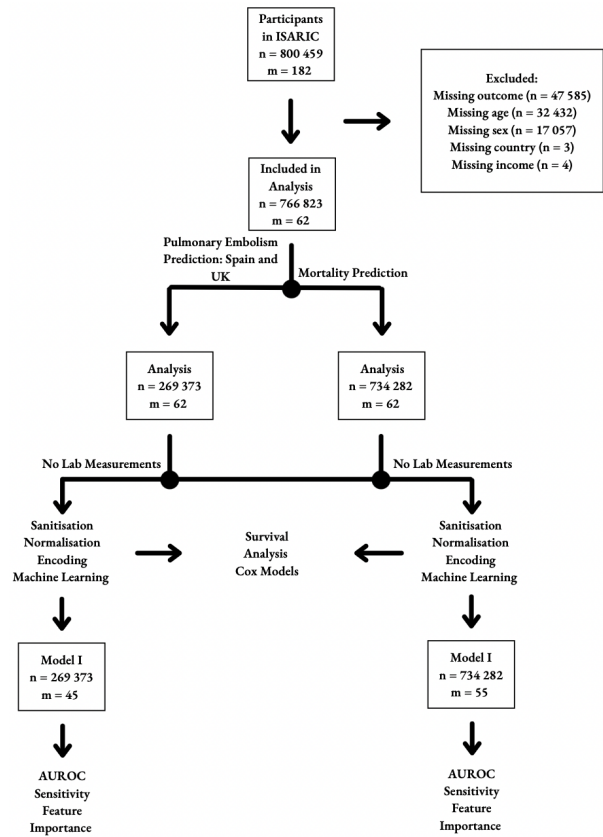 Participants
in ISARIC
n = 800 459
m = 182
Excluded:
Missing outcome (n = 47 585)
Missing age (n = 32 432)
Missing sex (n = 17 057)
Missing country (n = 3)
Missing income (n = 4)
Included in
Analysis
n = 766 823
m = 62
Pulmonary Embolism
Prediction: Spain and
UK
Mortality Prediction
Analysis
n = 269 373
m = 62
Analysis
n = 734 282
m = 62
No Lab Measurements
No Lab Measurements
Sanitisation
Normalisation
Encoding
Machine Learning
Survival
Analysis
Cox Models
Sanitisation
Normalisation
Encoding
Machine Learning
Model I
n = 269 373
m = 45
Model I
n = 734 282
m = 55
AUROC
Sensitivity
Feature
Importance
AUROC
Sensitivity
Feature
Importance